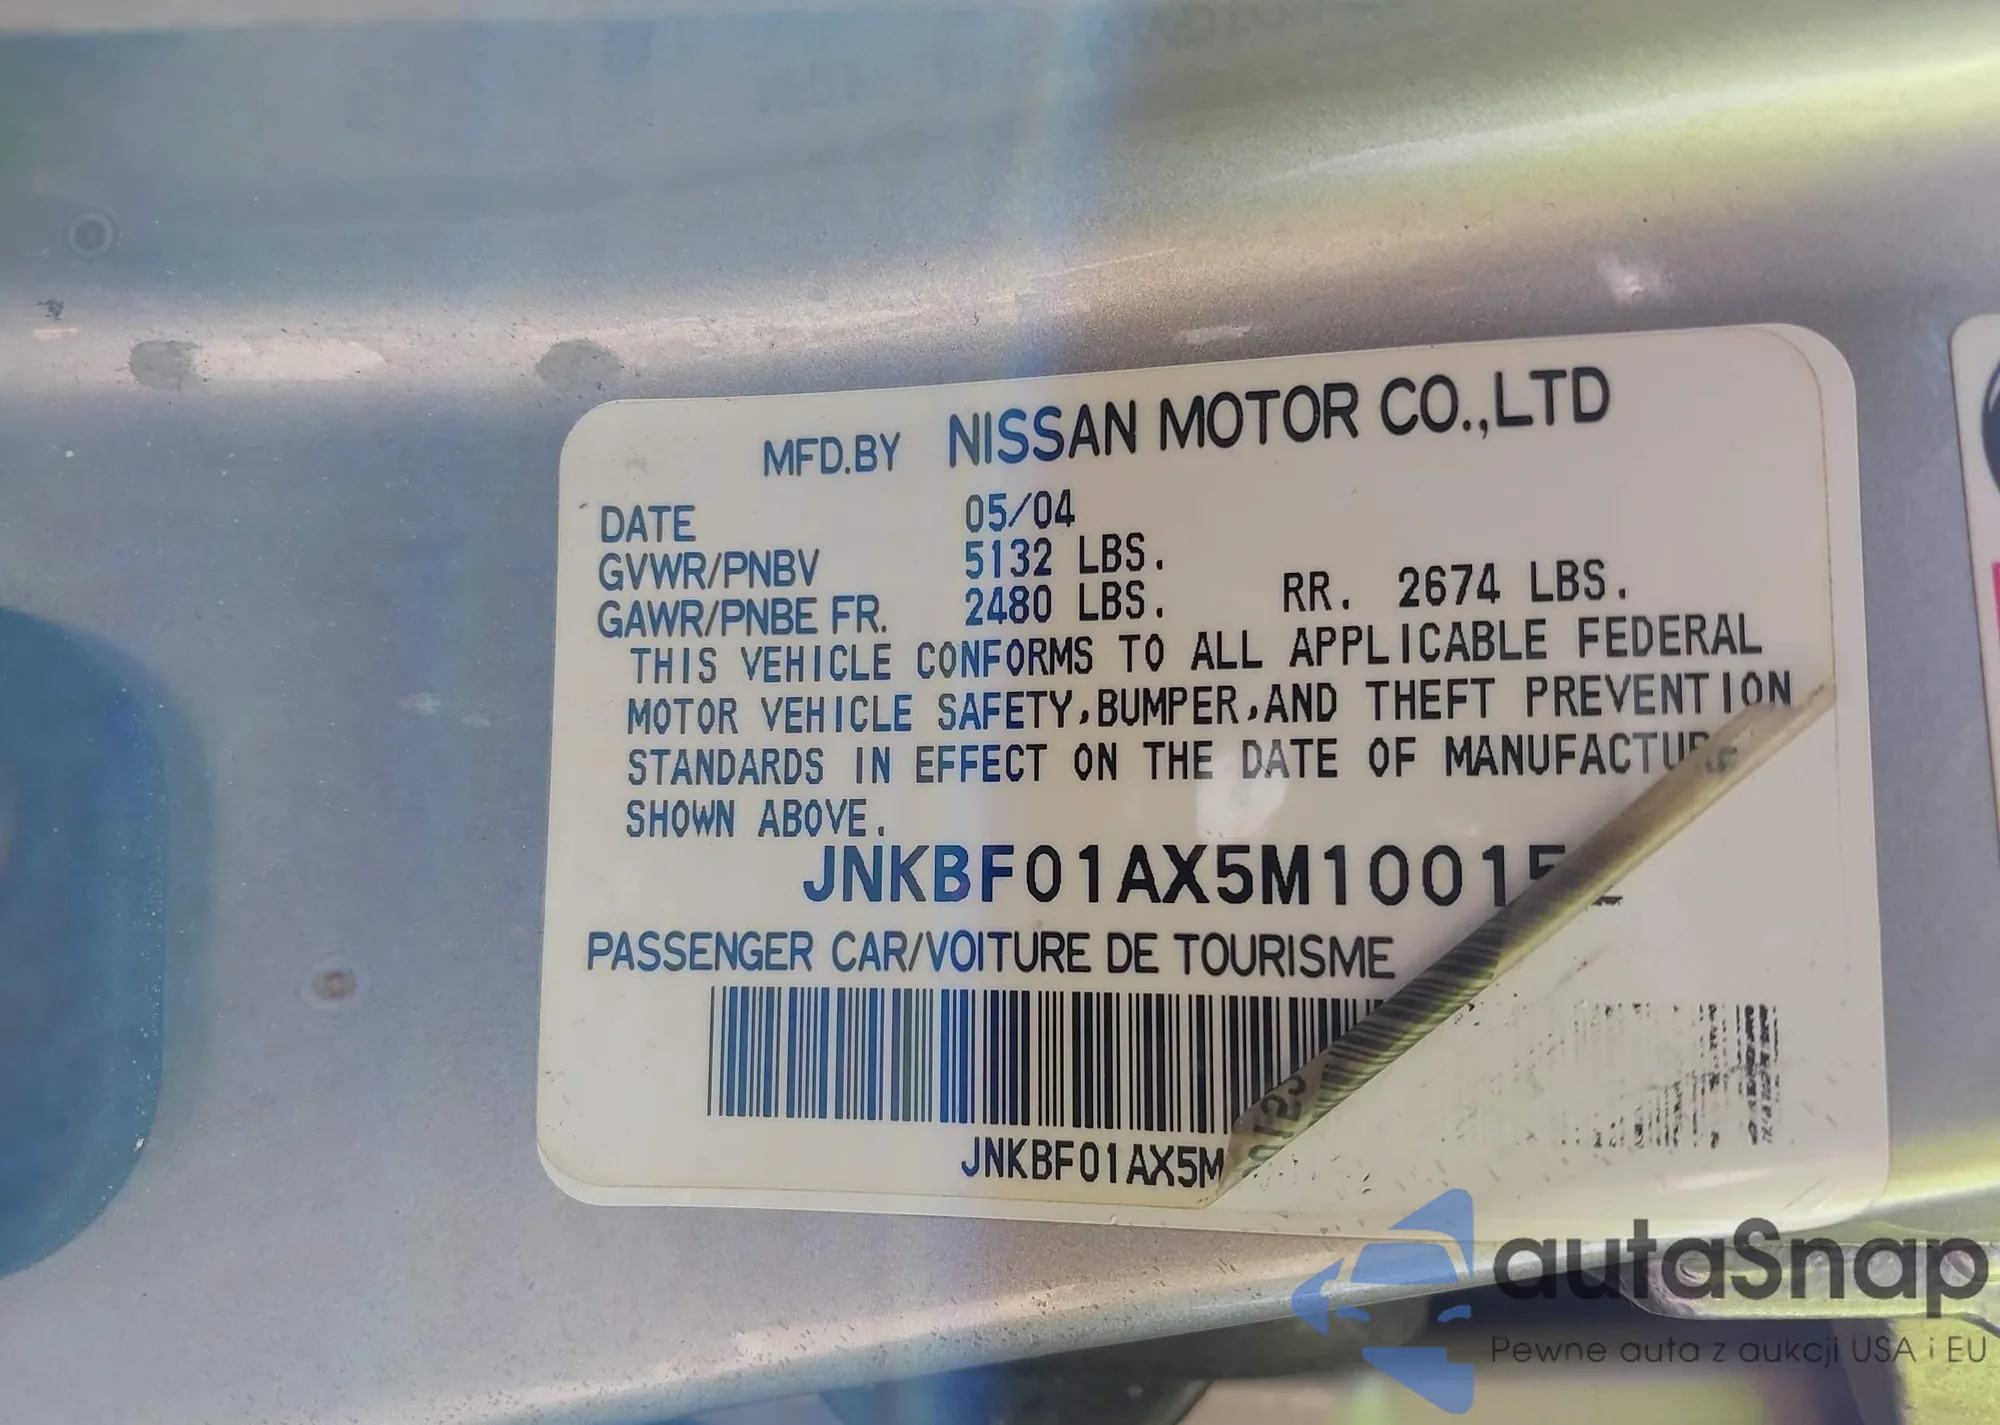 MFD.BY NISSAN MOTOR CO.,LTD
DATE 05/04
GVWR/PNBV 5132 LBS.
GAWR/PNBE FR. 2480 LBS. RR. 2674 LBS.
THIS VEHICLE CONFORMS TO ALL APPLICABLE FEDERAL
MOTOR VEHICLE SAFETY,BUMPER,AND THEFT PREVENTION
STANDARDS IN EFFECT ON THE DATE OF MANUFACTURE
SHOWN ABOVE.
PASSENGER CAR/VOITURE DE TOURISME
JNKBF01AX5M
autaSnap
Pewne auta z aukcji USA i EU